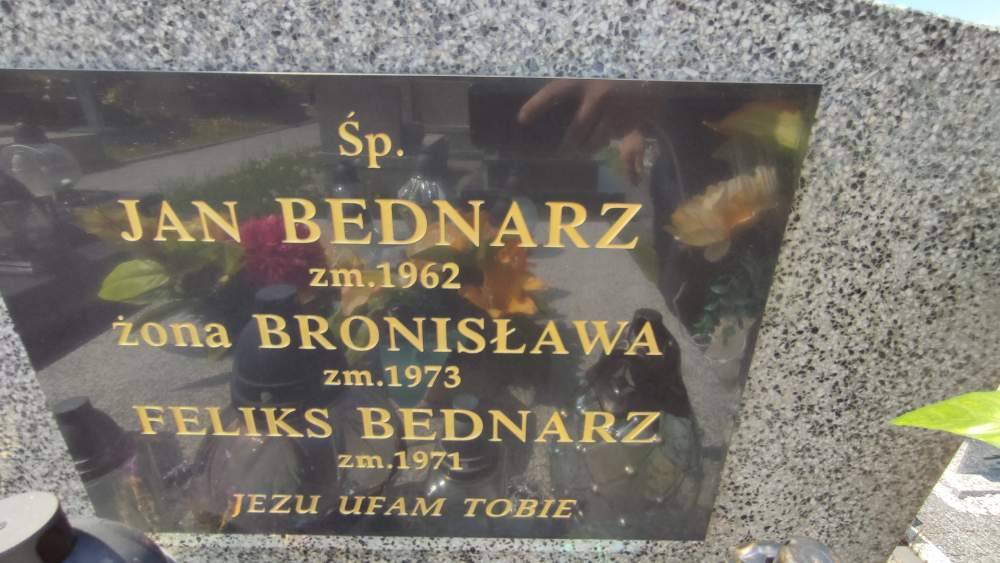 Śp.
JAN BEDNARZ
zm.1962
żona BRONISŁAWA
zm.1973
FELIKS BEDNARZ
zm.1971
JEZU UFAM TOBIE